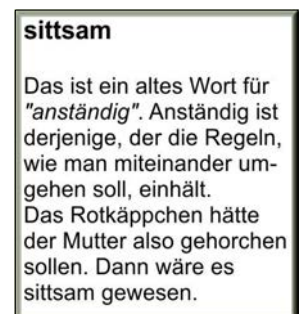 sittsam
Das ist ein altes Wort für
"anständig". Anständig ist
derjenige, der die Regeln,
wie man miteinander um-
gehen soll, einhält.
Das Rotkäppchen hätte
der Mutter also gehorchen
sollen. Dann wäre es
sittsam gewesen.